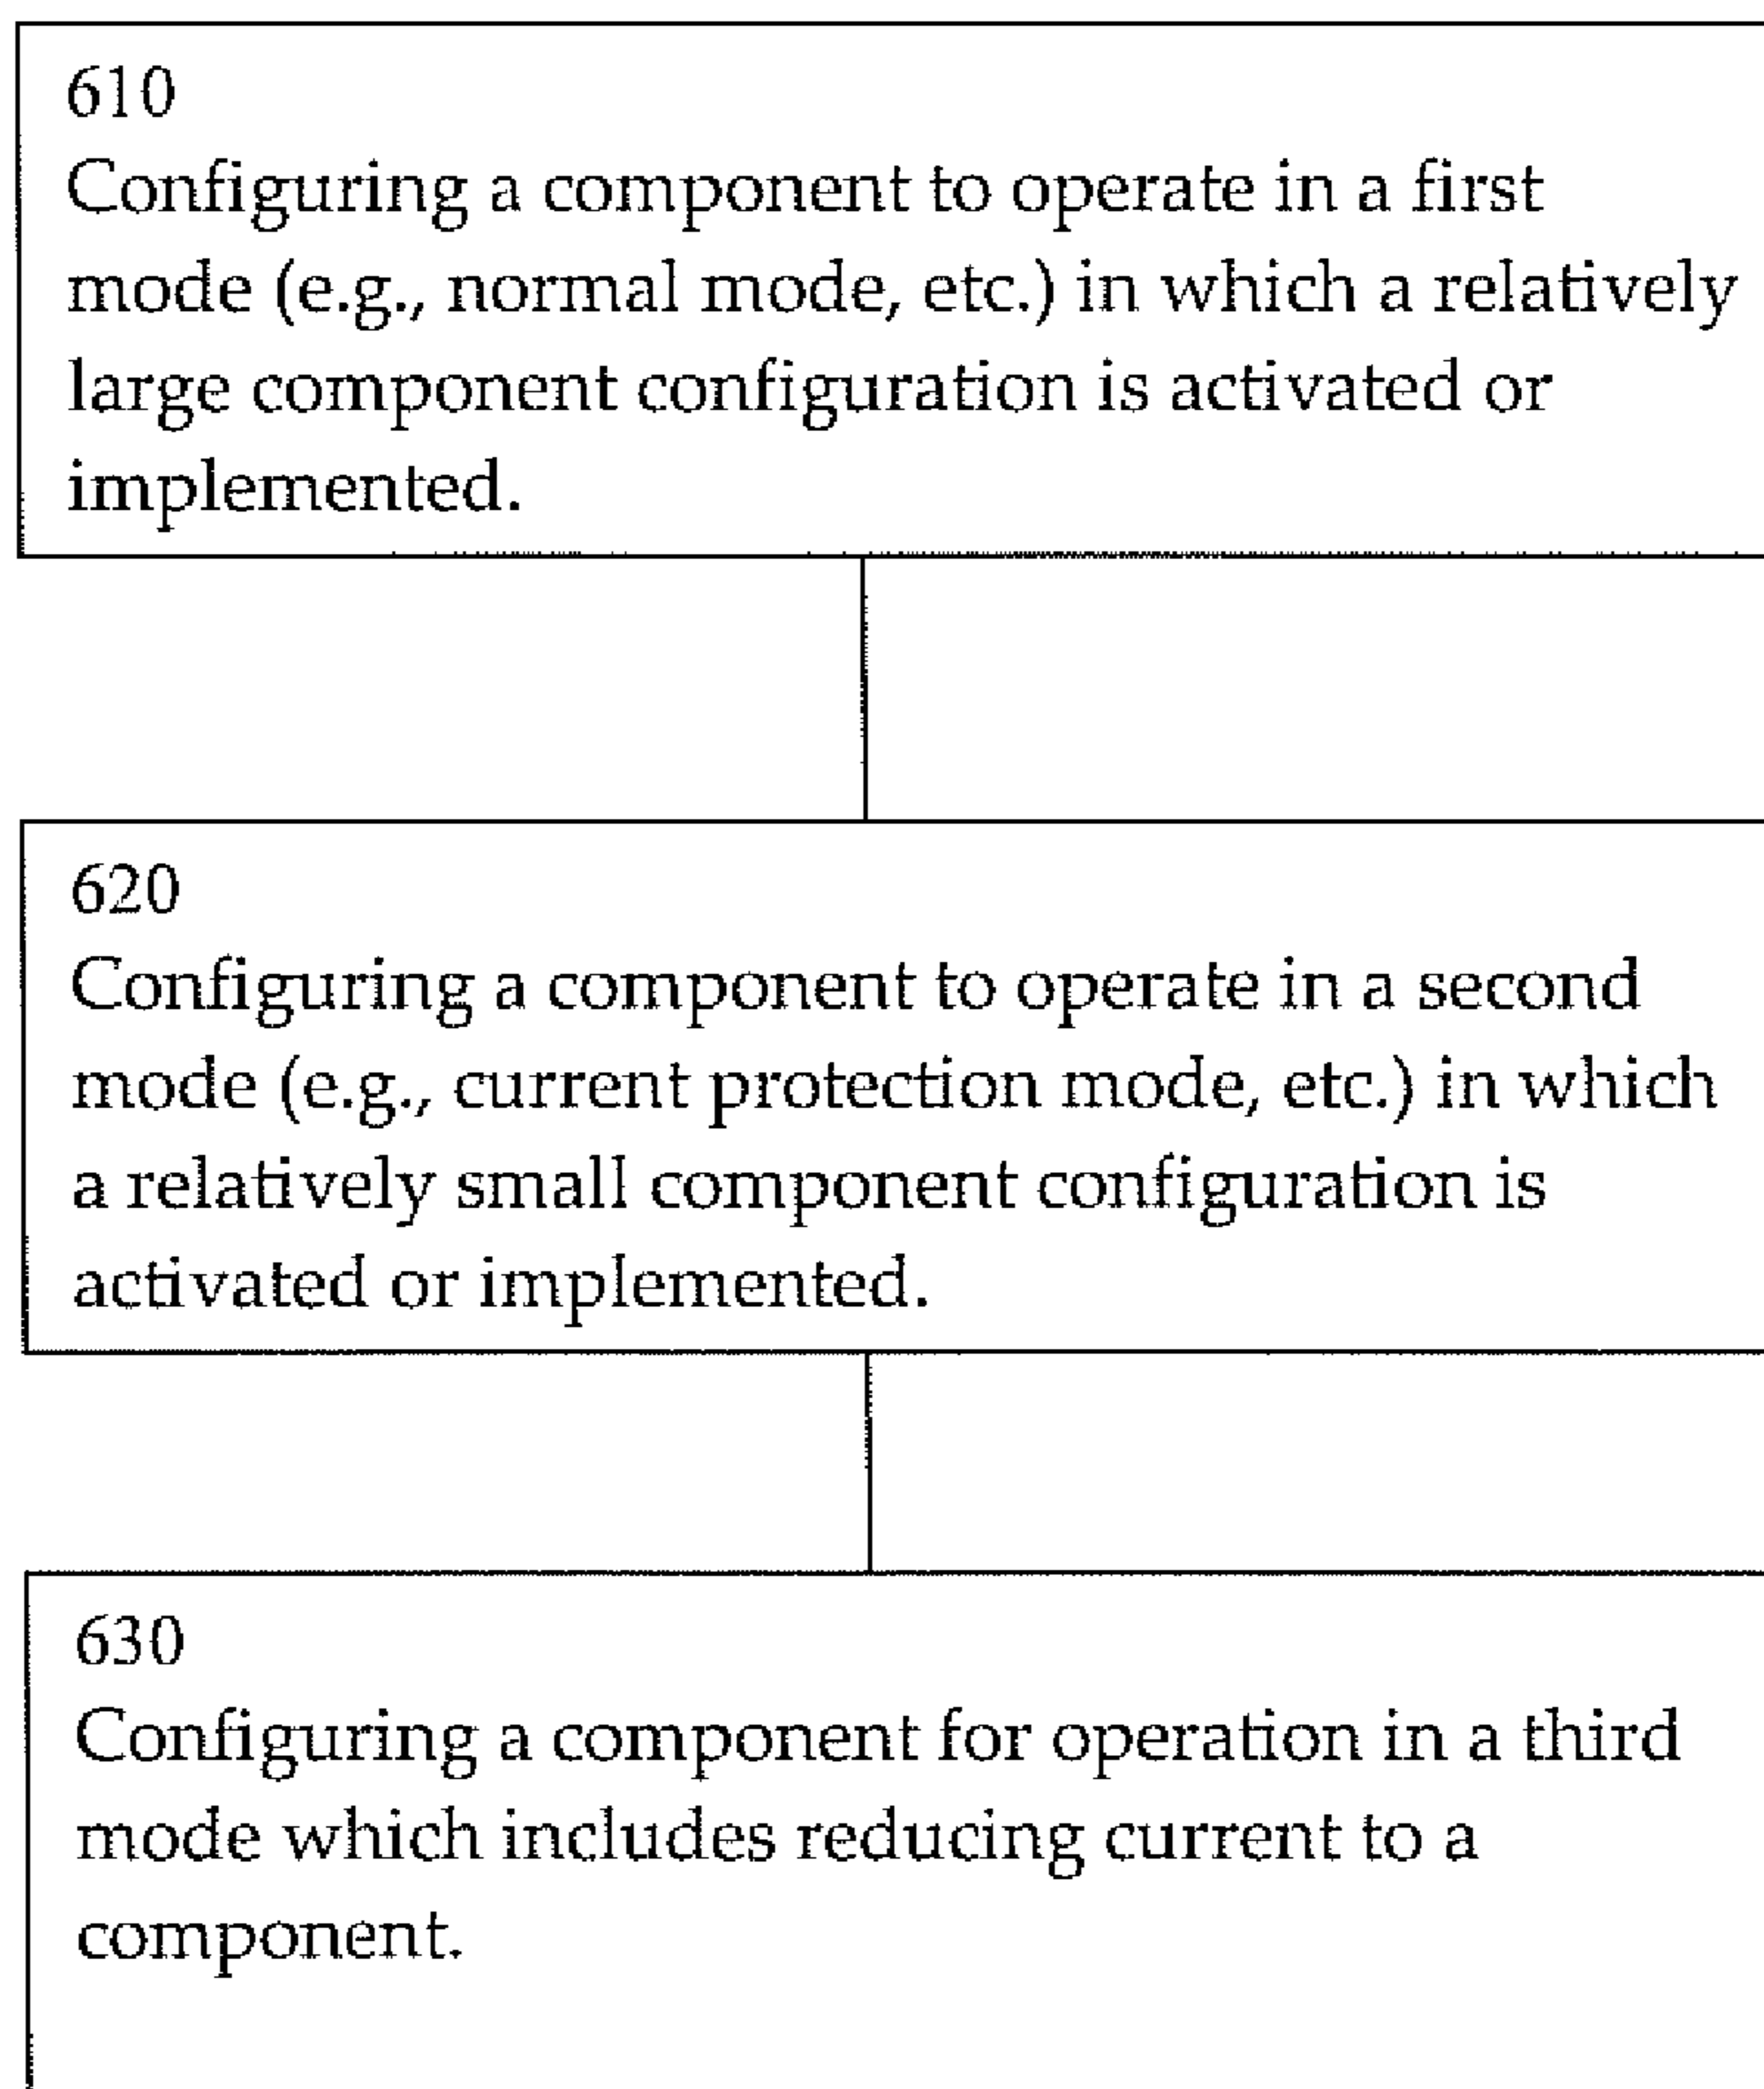 610
Configuring a component to operate in a first
mode (e.g., normal mode, etc.) in which a relatively
large component configuration is activated or
implemented.
620
Configuring a component to operate in a second
mode (e.g., current protection mode, etc.) in which
a relatively small component configuration is
activated or implemented.
630
Configuring a component for operation in a third
mode which includes reducing current to a
component.